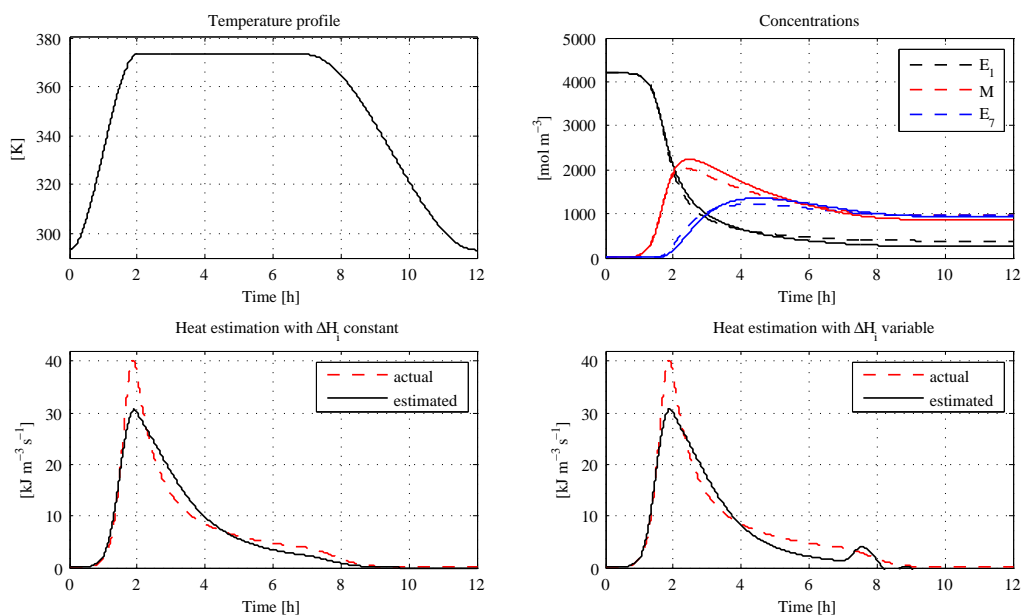 Temperature profile
380
360
340
320
300
[K]
0 2 4 6 8 10 12
Time [h]
Concentrations
5000
4000
3000
2000
1000
0
[mol m⁻³]
E₁
M
E₇
0 2 4 6 8 10 12
Time [h]
Heat estimation with ΔHᵢ constant
40
30
20
10
0
[kJ m⁻³ s⁻¹]
actual
estimated
0 2 4 6 8 10 12
Time [h]
Heat estimation with ΔHᵢ variable
40
30
20
10
0
[kJ m⁻³ s⁻¹]
actual
estimated
0 2 4 6 8 10 12
Time [h]